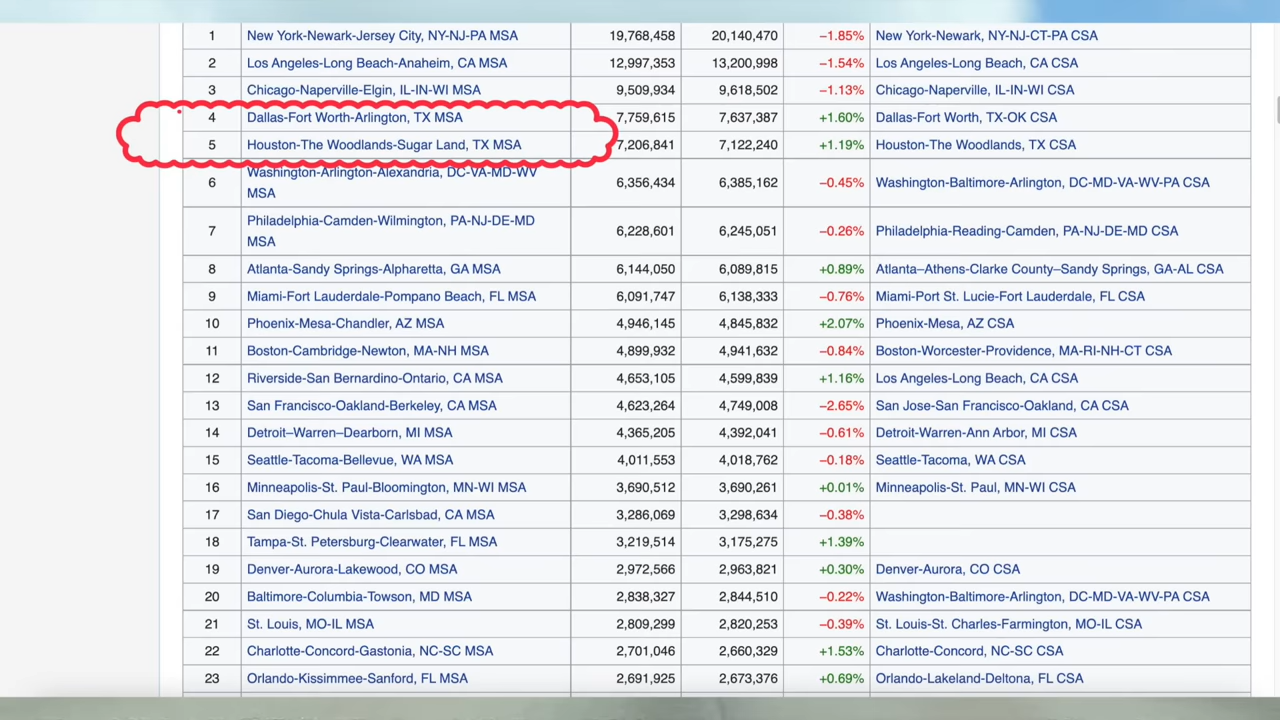 1 New York-Newark-Jersey City, NY-NJ-PA MSA 19,768,458 20,140,470 −1.85% New York-Newark, NY-NJ-CT-PA CSA
2 Los Angeles-Long Beach-Anaheim, CA MSA 12,997,353 13,200,998 −1.54% Los Angeles-Long Beach, CA CSA
3 Chicago-Naperville-Elgin, IL-IN-WI MSA 9,509,934 9,618,502 −1.13% Chicago-Naperville, IL-IN-WI CSA
4 Dallas-Fort Worth-Arlington, TX MSA 7,759,615 7,637,387 +1.60% Dallas-Fort Worth, TX-OK CSA
5 Houston-The Woodlands-Sugar Land, TX MSA 7,206,841 7,122,240 +1.19% Houston-The Woodlands, TX CSA
6 Washington-Arlington-Alexandria, DC-VA-MD-WV
MSA 6,356,434 6,385,162 −0.45% Washington-Baltimore-Arlington, DC-MD-VA-WV-PA CSA
7 Philadelphia-Camden-Wilmington, PA-NJ-DE-MD
MSA 6,228,601 6,245,051 −0.26% Philadelphia-Reading-Camden, PA-NJ-DE-MD CSA
8 Atlanta-Sandy Springs-Alpharetta, GA MSA 6,144,050 6,089,815 +0.89% Atlanta–Athens-Clarke County–Sandy Springs, GA-AL CSA
9 Miami-Fort Lauderdale-Pompano Beach, FL MSA 6,091,747 6,138,333 −0.76% Miami-Port St. Lucie-Fort Lauderdale, FL CSA
10 Phoenix-Mesa-Chandler, AZ MSA 4,946,145 4,845,832 +2.07% Phoenix-Mesa, AZ CSA
11 Boston-Cambridge-Newton, MA-NH MSA 4,899,932 4,941,632 −0.84% Boston-Worcester-Providence, MA-RI-NH-CT CSA
12 Riverside-San Bernardino-Ontario, CA MSA 4,653,105 4,599,839 +1.16% Los Angeles-Long Beach, CA CSA
13 San Francisco-Oakland-Berkeley, CA MSA 4,623,264 4,749,008 −2.65% San Jose-San Francisco-Oakland, CA CSA
14 Detroit–Warren–Dearborn, MI MSA 4,365,205 4,392,041 −0.61% Detroit-Warren-Ann Arbor, MI CSA
15 Seattle-Tacoma-Bellevue, WA MSA 4,011,553 4,018,762 −0.18% Seattle-Tacoma, WA CSA
16 Minneapolis-St. Paul-Bloomington, MN-WI MSA 3,690,512 3,690,261 +0.01% Minneapolis-St. Paul, MN-WI CSA
17 San Diego-Chula Vista-Carlsbad, CA MSA 3,286,069 3,298,634 −0.38%
18 Tampa-St. Petersburg-Clearwater, FL MSA 3,219,514 3,175,275 +1.39%
19 Denver-Aurora-Lakewood, CO MSA 2,972,566 2,963,821 +0.30% Denver-Aurora, CO CSA
20 Baltimore-Columbia-Towson, MD MSA 2,838,327 2,844,510 −0.22% Washington-Baltimore-Arlington, DC-MD-VA-WV-PA CSA
21 St. Louis, MO-IL MSA 2,809,299 2,820,253 −0.39% St. Louis-St. Charles-Farmington, MO-IL CSA
22 Charlotte-Concord-Gastonia, NC-SC MSA 2,701,046 2,660,329 +1.53% Charlotte-Concord, NC-SC CSA
23 Orlando-Kissimmee-Sanford, FL MSA 2,691,925 2,673,376 +0.69% Orlando-Lakeland-Deltona, FL CSA